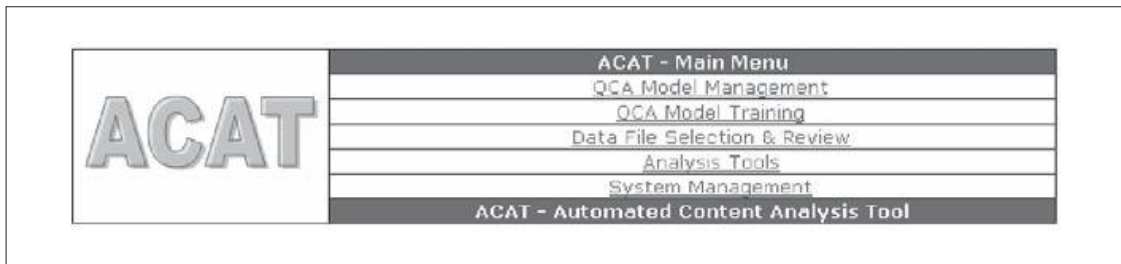 ACAT
ACAT - Main Menu
QCA Model Management
QCA Model Training
Data File Selection & Review
Analysis Tools
System Management
ACAT - Automated Content Analysis Tool